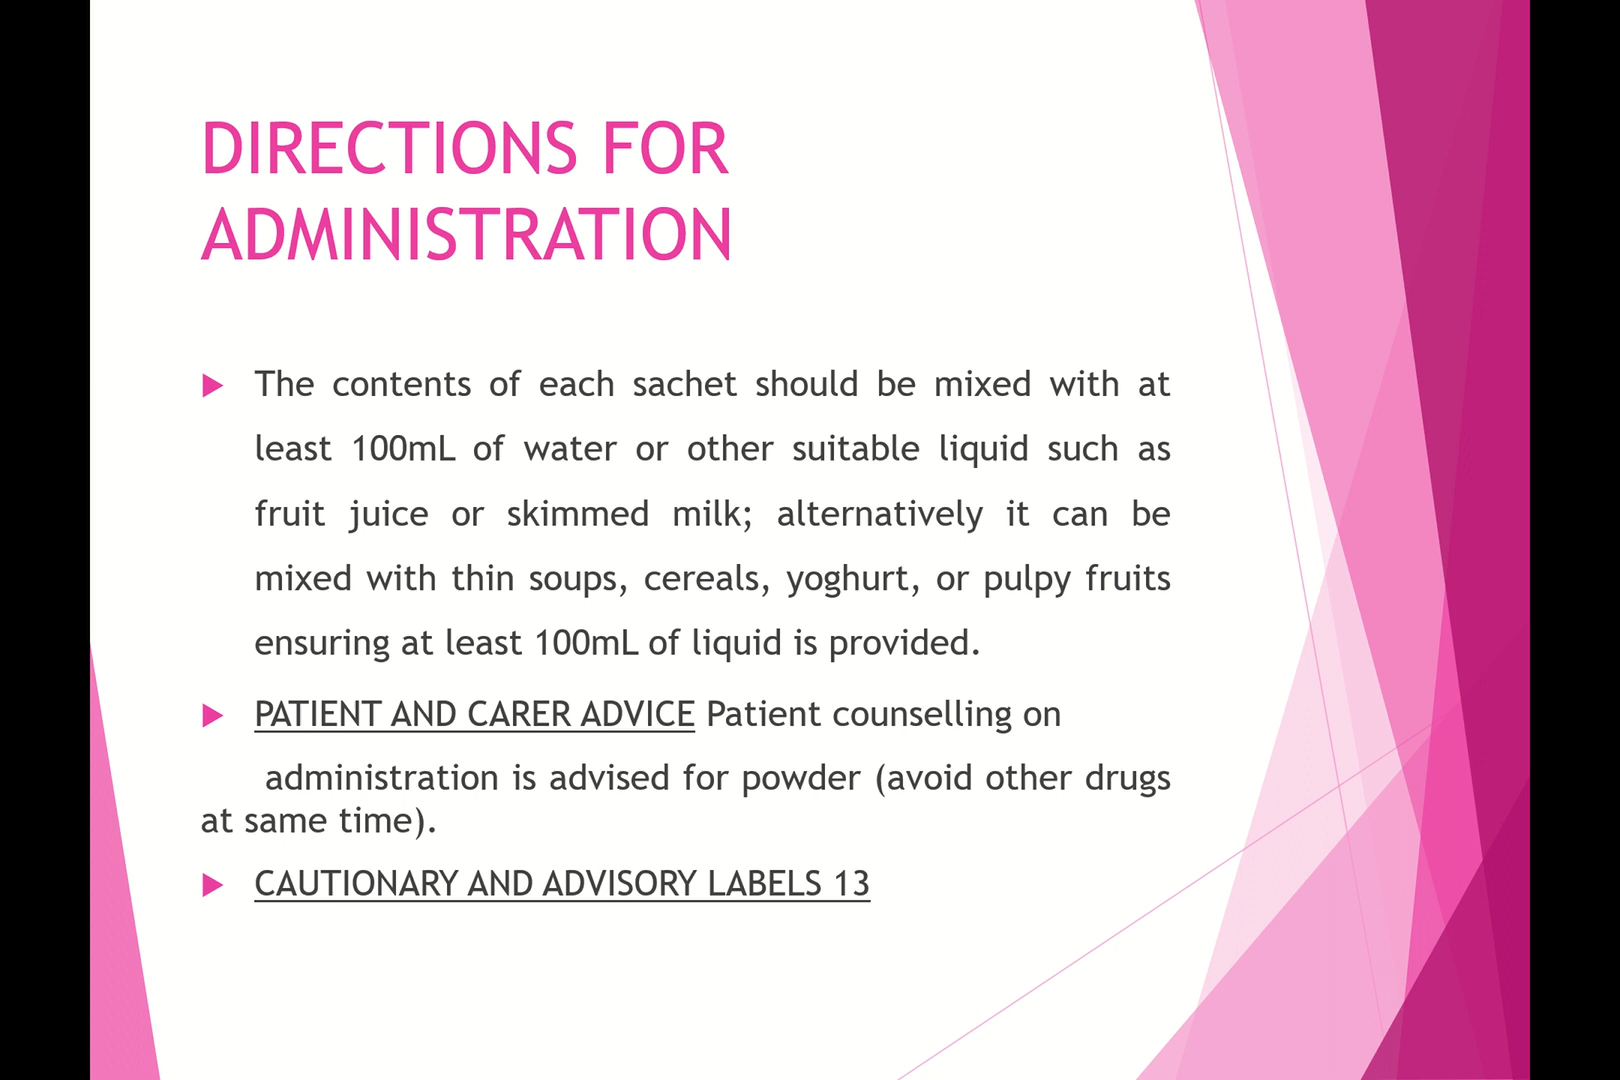 DIRECTIONS FOR
ADMINISTRATION
The contents of each sachet should be mixed with at
least 100mL of water or other suitable liquid such as
fruit juice or skimmed milk; alternatively it can be
mixed with thin soups, cereals, yoghurt, or pulpy fruits
ensuring at least 100mL of liquid is provided.
PATIENT AND CARER ADVICE Patient counselling on
administration is advised for powder (avoid other drugs
at same time).
CAUTIONARY AND ADVISORY LABELS 13